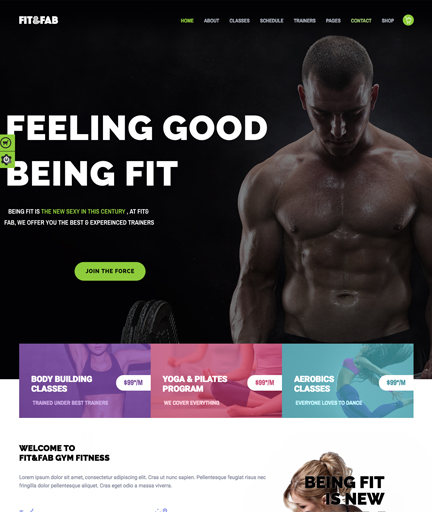 FIT&FAB
HOME ABOUT CLASSES SCHEDULE TRAINERS PAGES CONTACT SHOP
FEELING GOOD
BEING FIT
BEING FIT IS THE NEW SEXY IN THIS CENTURY , AT FIT&
FAB, WE OFFER YOU THE BEST & EXPEREINCED TRAINERS
JOIN THE FORCE
BODY BUILDING
CLASSES
$99*/M
TRAINED UNDER BEST TRAINERS
YOGA & PILATES
PROGRAM
$99*/M
WE COVER EVERYTHING
AEROBICS
CLASSES
$99*/M
EVERYONE LOVES TO DANCE
WELCOME TO
FIT&FAB GYM FITNESS
Lorem ipsum dolor sit amet, consectetur adipiscing elit. Cras ut nunc sapien. Pellentesque feugiat risus nec
fringilla dolor pellentesque aliquet. Cras eget odio a massa viverra.
BEING FIT
IS NEW